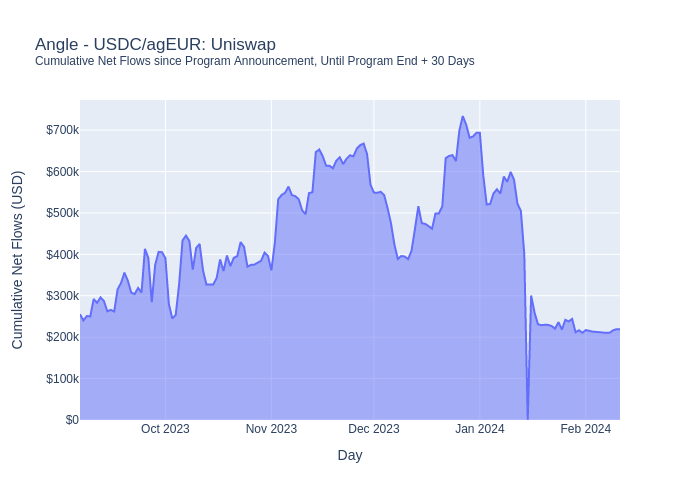 Angle - USDC/agEUR: Uniswap
Cumulative Net Flows since Program Announcement, Until Program End + 30 Days
Cumulative Net Flows (USD)
$700k
$600k
$500k
$400k
$300k
$200k
$100k
$0
Oct 2023
Nov 2023
Dec 2023
Jan 2024
Feb 2024
Day